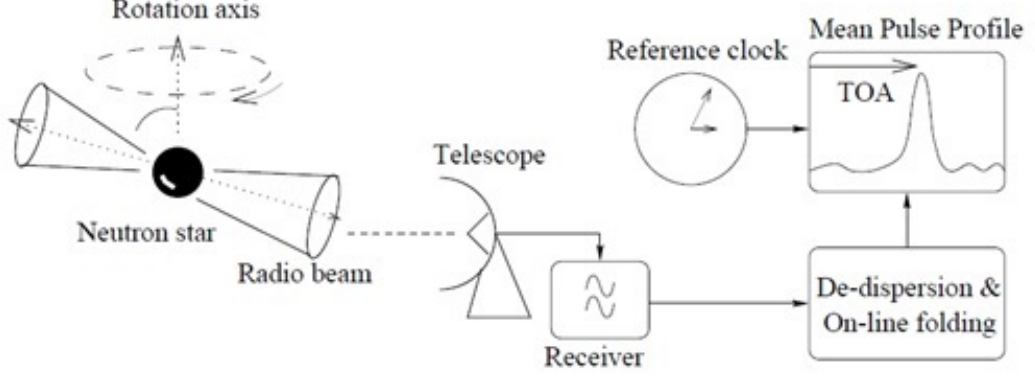 Rotation axis
Neutron star
Radio beam
Telescope
Receiver
Reference clock
Mean Pulse Profile
TOA
De-dispersion &
On-line folding